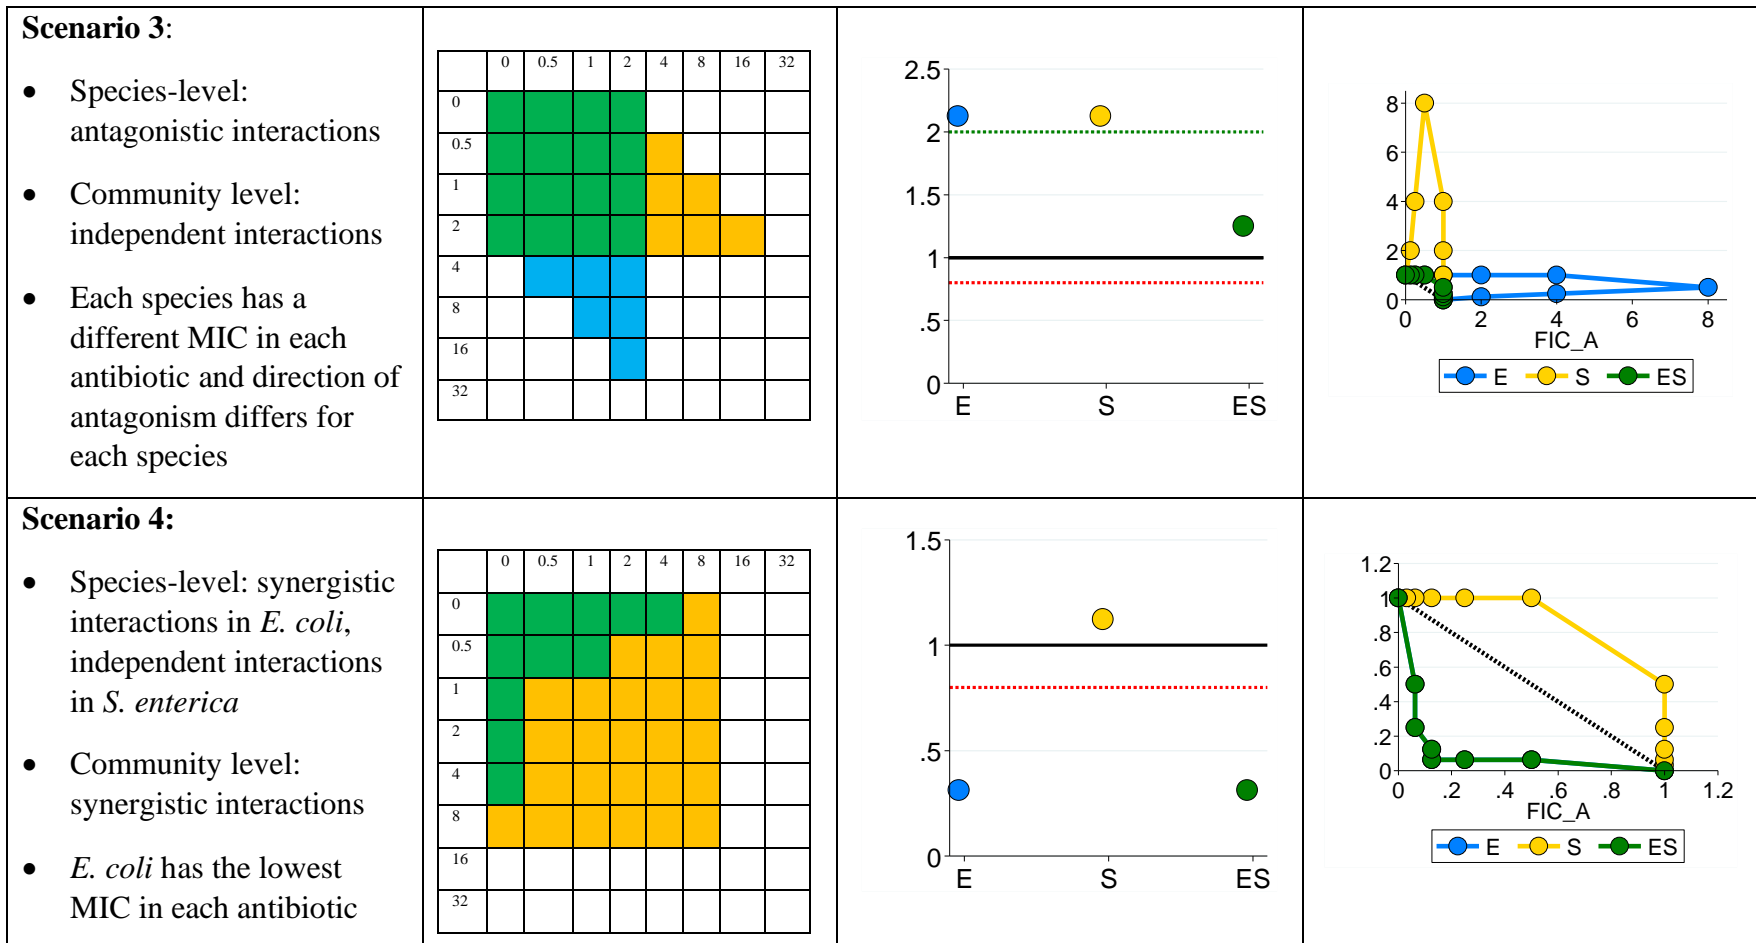 Scenario 3:
• Species-level:
antagonistic interactions
• Community level:
independent interactions
• Each species has a
different MIC in each
antibiotic and direction of
antagonism differs for
each species
0 0.5 1 2 4 8 16 32
0
0.5
1
2
4
8
16
32
2.5
2
1.5
1
.5
0
E S ES
8
6
4
2
0
0 2 4 6 8
FIC_A
E S ES
Scenario 4:
• Species-level: synergistic
interactions in E. coli,
independent interactions
in S. enterica
• Community level:
synergistic interactions
• E. coli has the lowest
MIC in each antibiotic
0 0.5 1 2 4 8 16 32
0
0.5
1
2
4
8
16
32
1.5
1
.5
0
E S ES
1.2
1
.8
.6
.4
.2
0
0 .2 .4 .6 .8 1 1.2
FIC_A
E S ES